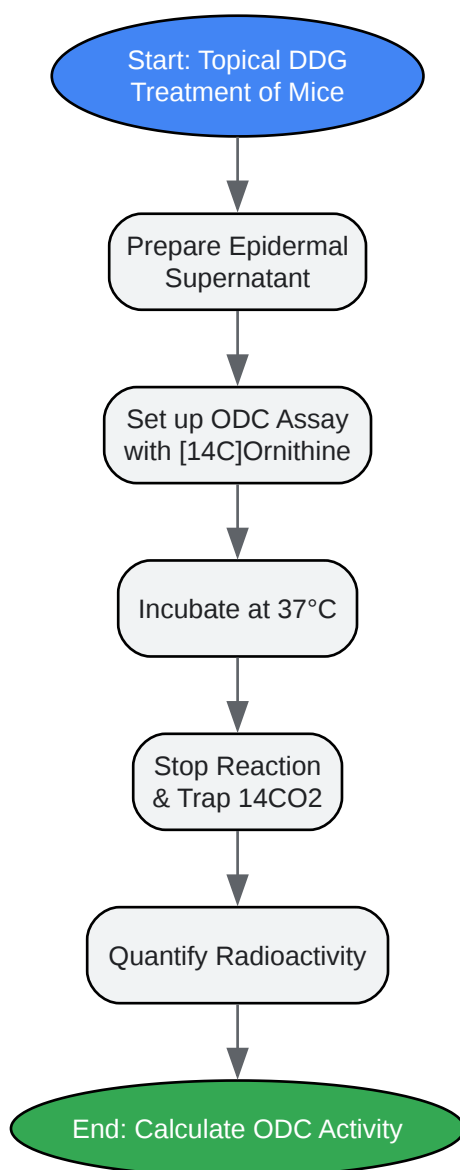 Start: Topical DDG
Treatment of Mice
Prepare Epidermal
Supernatant
Set up ODC Assay
with [14C]Ornithine
Incubate at 37°C
Stop Reaction
& Trap 14CO2
Quantify Radioactivity
End: Calculate ODC Activity